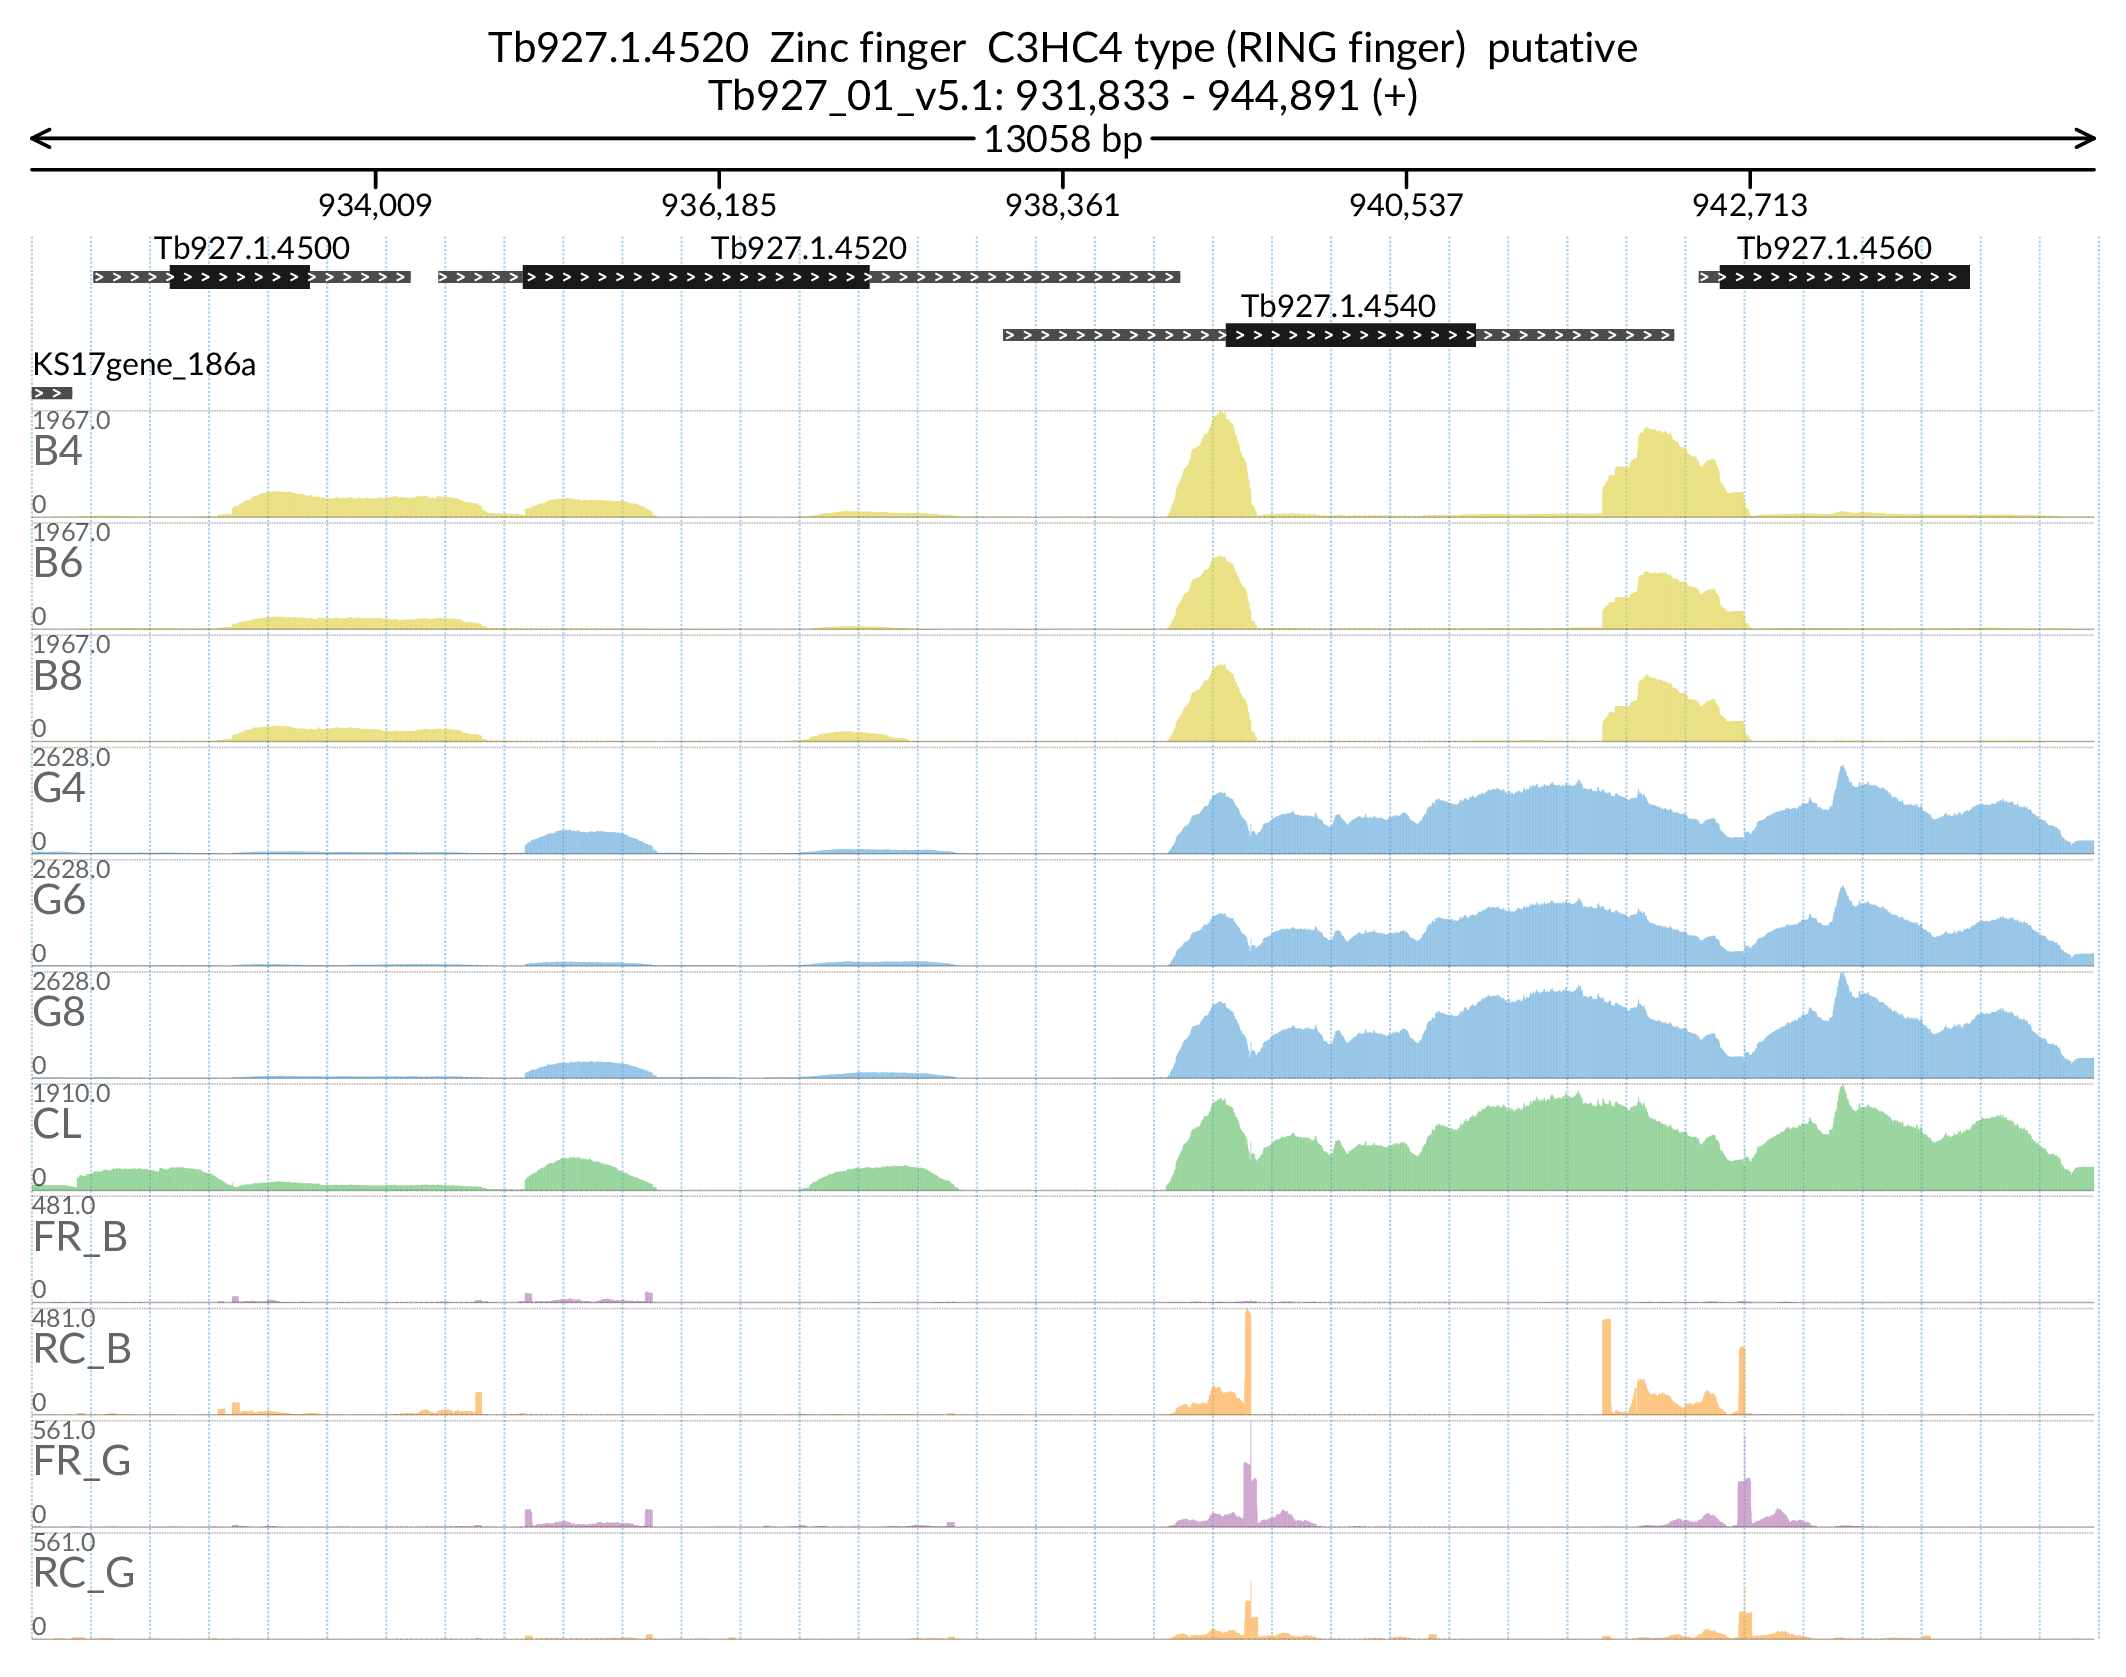 Tb927.1.4520 Zinc finger C3HC4 type (RING finger) putative
Tb927_01_v5.1: 931,833 - 944,891 (+)
13058 bp
934,009 936,185 938,361 940,537 942,713
Tb927.1.4500 Tb927.1.4520 Tb927.1.4560
Tb927.1.4540
KS17gene_186a
1967.0
B4
0
1967.0
B6
0
1967.0
B8
0
2628.0
G4
0
2628.0
G6
0
2628.0
G8
0
1910.0
CL
0
481.0
FR_B
0
481.0
RC_B
0
561.0
FR_G
0
561.0
RC_G
0